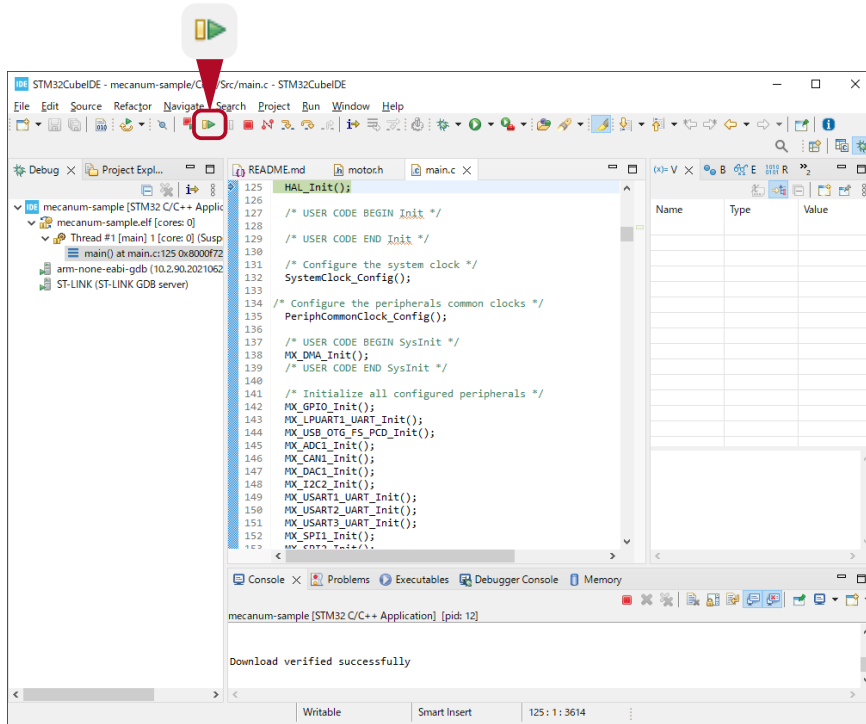 IDE STM32CubeIDE - mecanum-sample/C Src/main.c - STM32CubeIDE
File Edit Source Refactor Navigate Search Project Run Window Help
Debug Project Expl... README.md motor.h main.c (x)= V B E R 2
mecanum-sample [STM32 C/C++ Applic
mecanum-sample.elf [cores: 0]
Thread #1 [main] 1 [core: 0] (Susp
main() at main.c:125 0x8000f72
arm-none-eabi-gdb (10.2.90.2021062
ST-LINK (ST-LINK GDB server)
125 HAL_Init();
126
127 /* USER CODE BEGIN Init */
128
129 /* USER CODE END Init */
130
131 /* Configure the system clock */
132 SystemClock_Config();
133
134 /* Configure the peripherals common clocks */
135 PeriphCommonClock_Config();
136
137 /* USER CODE BEGIN SysInit */
138 MX_DMA_Init();
139 /* USER CODE END SysInit */
140
141 /* Initialize all configured peripherals */
142 MX_GPIO_Init();
143 MX_LPUART1_UART_Init();
144 MX_USB_OTG_FS_PCD_Init();
145 MX_ADC1_Init();
146 MX_CAN1_Init();
147 MX_DAC1_Init();
148 MX_I2C2_Init();
149 MX_USART1_UART_Init();
150 MX_USART2_UART_Init();
151 MX_USART3_UART_Init();
152 MX_SPI1_Init();
153 MX_SPI2_Init();
Name Type Value
Console Problems Executables Debugger Console Memory
mecanum-sample [STM32 C/C++ Application] [pid: 12]
Download verified successfully
Writable Smart Insert 125 : 1 : 3614